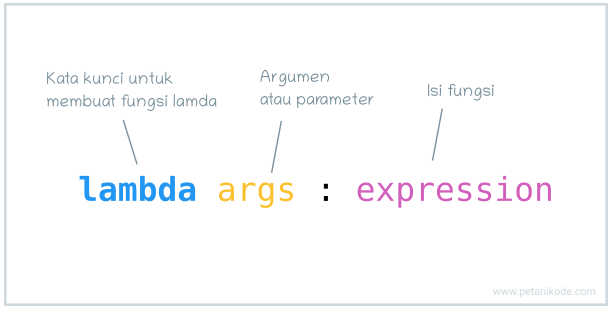 Kata kunci untuk
membuat fungsi lamda
Argumen
atau parameter
Isi fungsi
lambda args : expression
www.petanikode.com